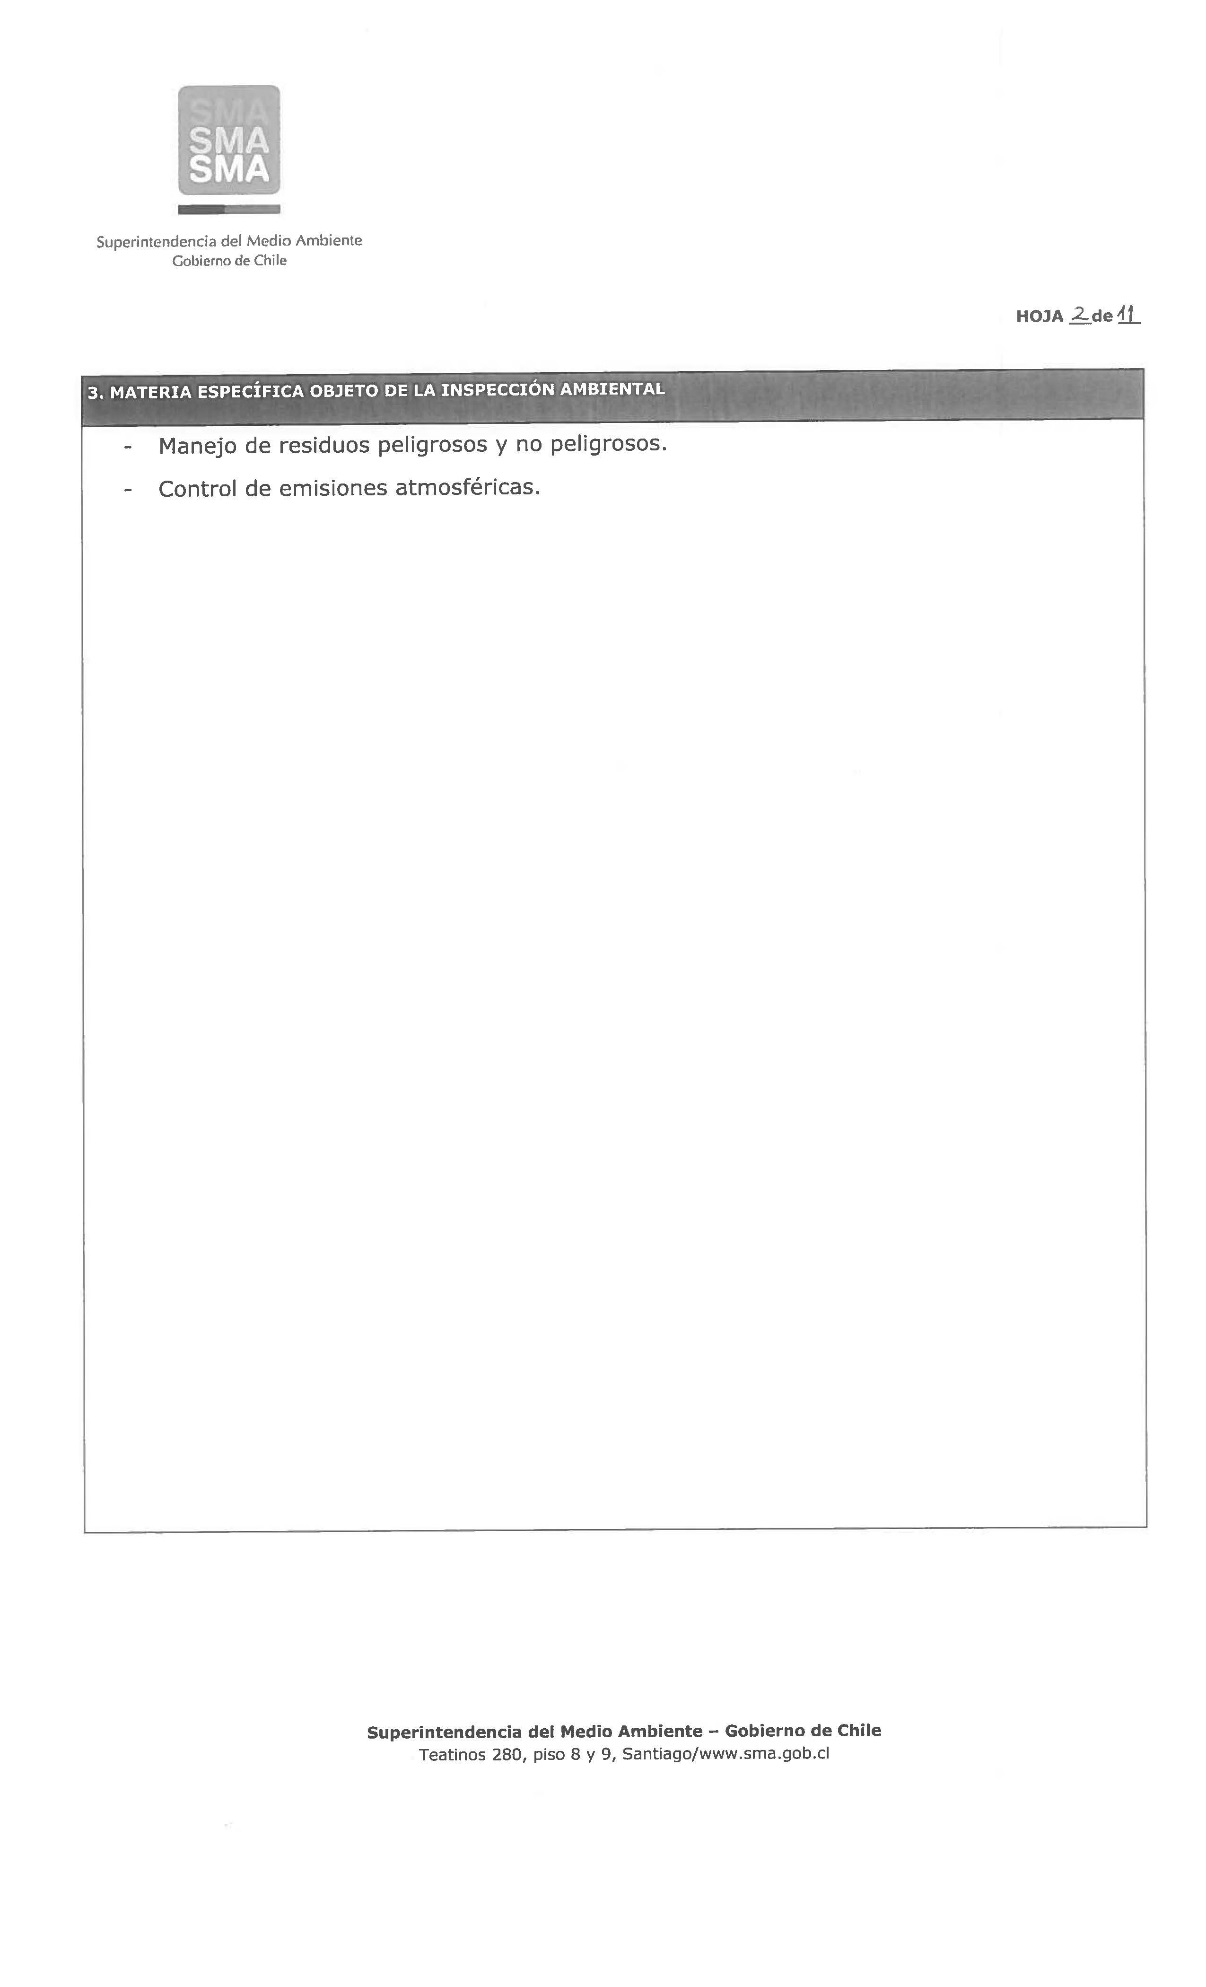 SMA
SMA
SMA
Superintendencia del Medio Ambiente
Gobierno de Chile
HOJA 2 de 11
3. MATERIA ESPECÍFICA OBJETO DE LA INSPECCIÓN AMBIENTAL
- Manejo de residuos peligrosos y no peligrosos.
- Control de emisiones atmosféricas.
Superintendencia del Medio Ambiente – Gobierno de Chile
Teatinos 280, piso 8 y 9, Santiago/www.sma.gob.cl